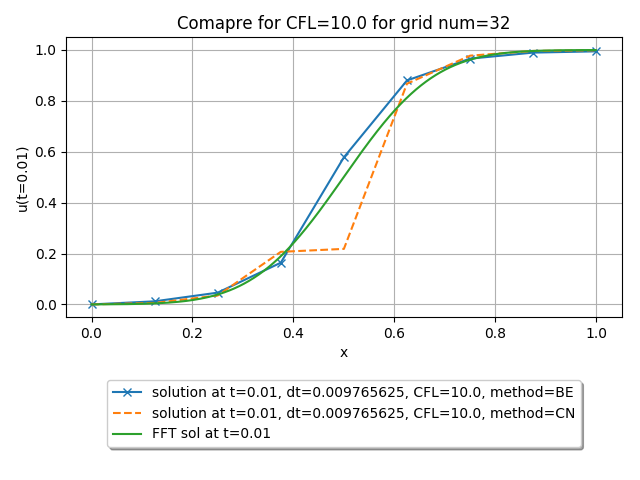 Comapre for CFL=10.0 for grid num=32
1.0
0.8
0.6
0.4
0.2
0.0
u(t=0.01)
0.0 0.2 0.4 0.6 0.8 1.0
x
solution at t=0.01, dt=0.009765625, CFL=10.0, method=BE
solution at t=0.01, dt=0.009765625, CFL=10.0, method=CN
FFT sol at t=0.01